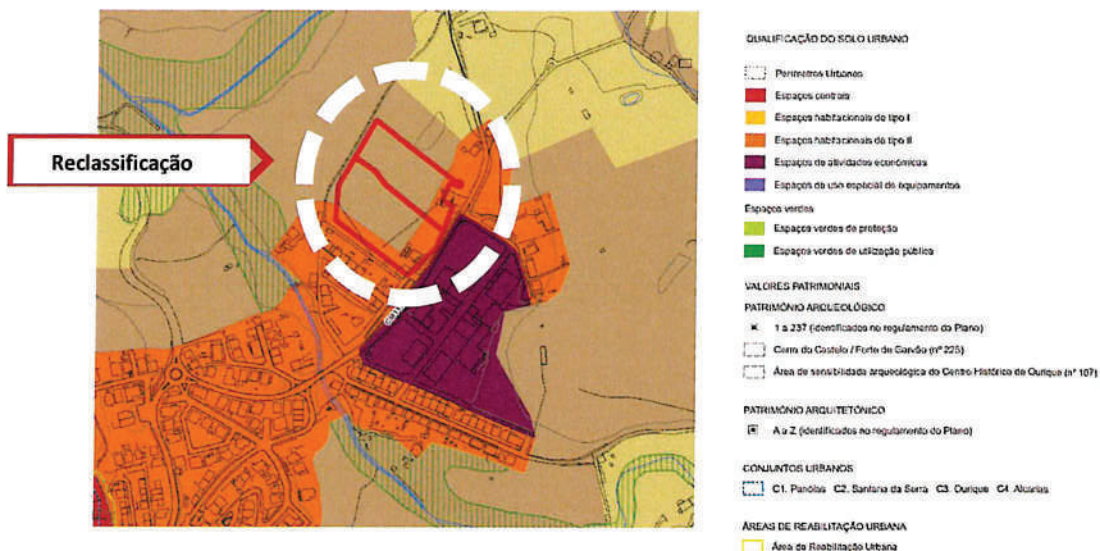 Reclassificação
QUALIFICAÇÃO DO SOLO URBANO
Perímetros Urbanos
Espaços centrais
Espaços habitacionais de tipo I
Espaços habitacionais de tipo II
Espaços de atividades económicas
Espaços de uso especial de equipamentos
Espaços verdes
Espaços verdes de proteção
Espaços verdes de utilização pública
VALORES PATRIMONIAIS
PATRIMÓNIO ARQUEOLÓGICO
1 a 237 (identificados no regulamento do Plano)
Cerro do Castelo / Forte de Garvão (nº 225)
Área de sensibilidade arqueológica do Centro Histórico de Ourique (nº 107)
PATRIMÓNIO ARQUITETÓNICO
A a Z (identificados no regulamento do Plano)
CONJUNTOS URBANOS
C1. Panóias C2. Santana da Serra C3. Ourique C4. Alcarias
ÁREAS DE REABILITAÇÃO URBANA
Área de Reabilitação Urbana